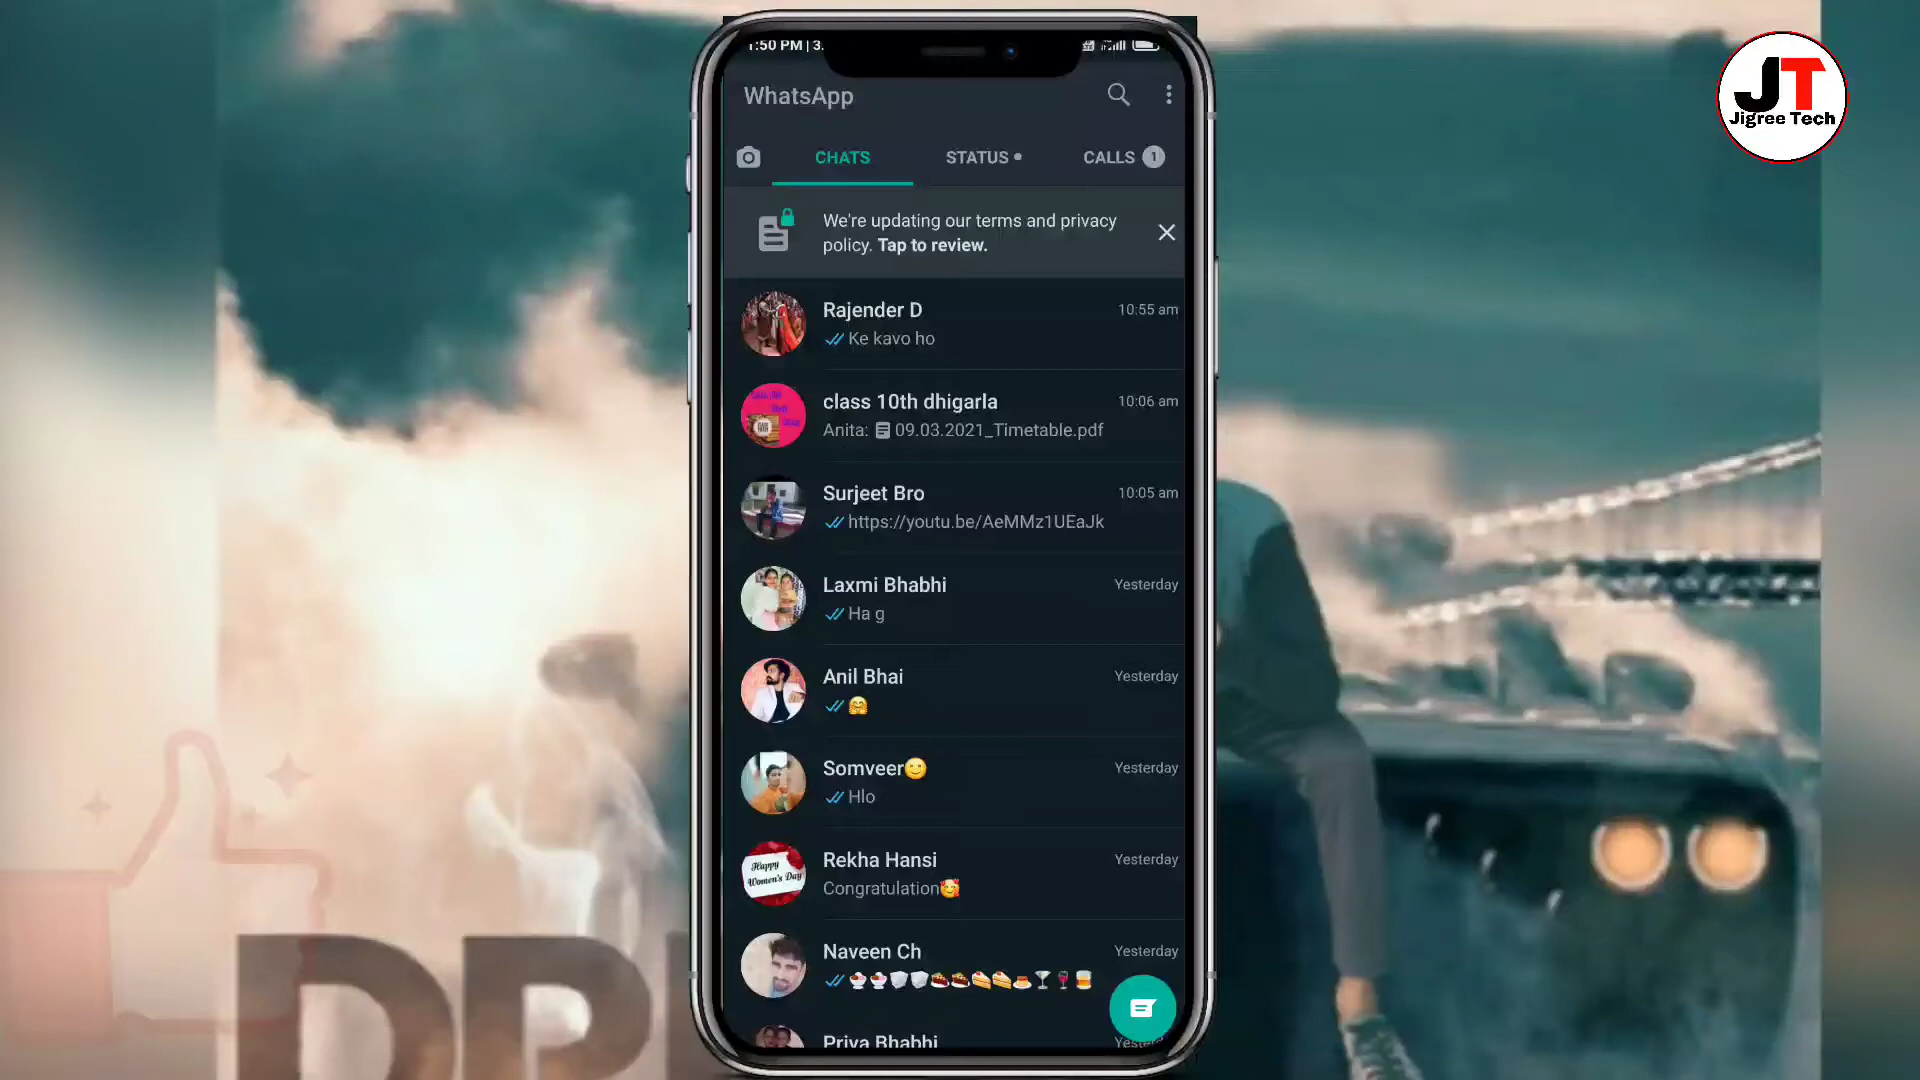 1:50 PM | 3.
JT
Jigree Tech
WhatsApp
CHATS
STATUS
CALLS 1
We're updating our terms and privacy
policy. Tap to review.
Rajender D
10:55 am
Ke kavo ho
class 10th dhigarla
10:06 am
Anita: 09.03.2021_Timetable.pdf
Surjeet Bro
10:05 am
https://youtu.be/AeMMz1UEaJk
Laxmi Bhabhi
Yesterday
Ha g
Anil Bhai
Yesterday
🤗
Somveer🙂
Yesterday
Hlo
Happy
Women's Day
Rekha Hansi
Yesterday
Congratulation🥰
Naveen Ch
Yesterday
Priya Bhabhi